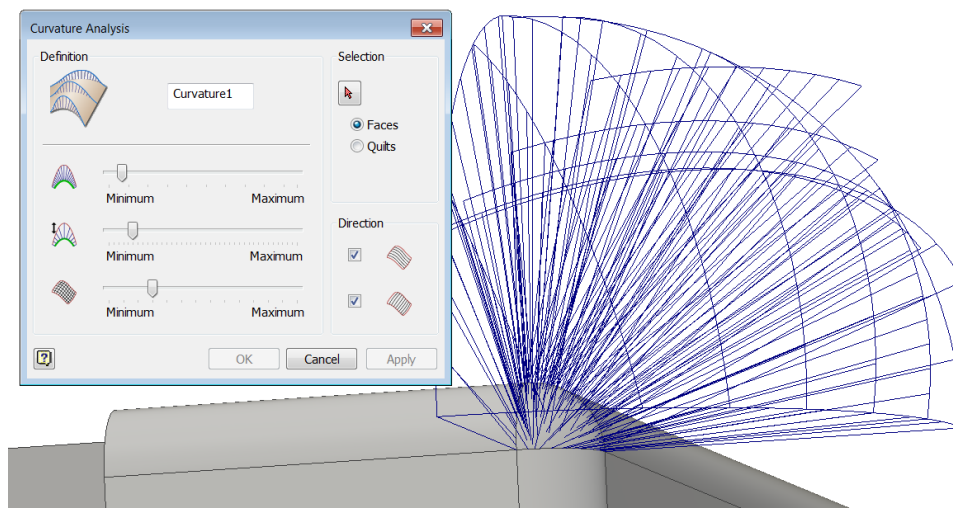 Curvature Analysis
Definition
Curvature1
Minimum Maximum
Minimum Maximum
Minimum Maximum
Selection
Faces
Quilts
Direction
OK Cancel Apply